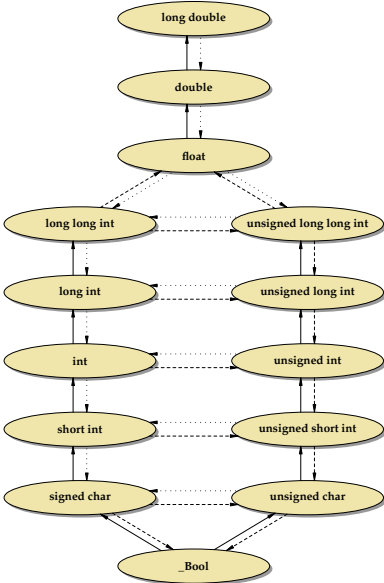 long double
double
float
long long int
unsigned long long int
long int
unsigned long int
int
unsigned int
short int
unsigned short int
signed char
unsigned char
_Bool